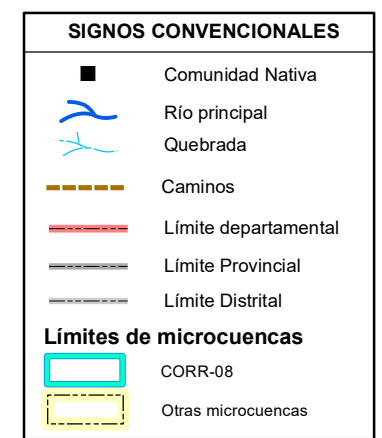 SIGNOS CONVENCIONALES
Comunidad Nativa
Río principal
Quebrada
Caminos
Límite departamental
Límite Provincial
Límite Distrital
Límites de microcuencas
CORR-08
Otras microcuencas